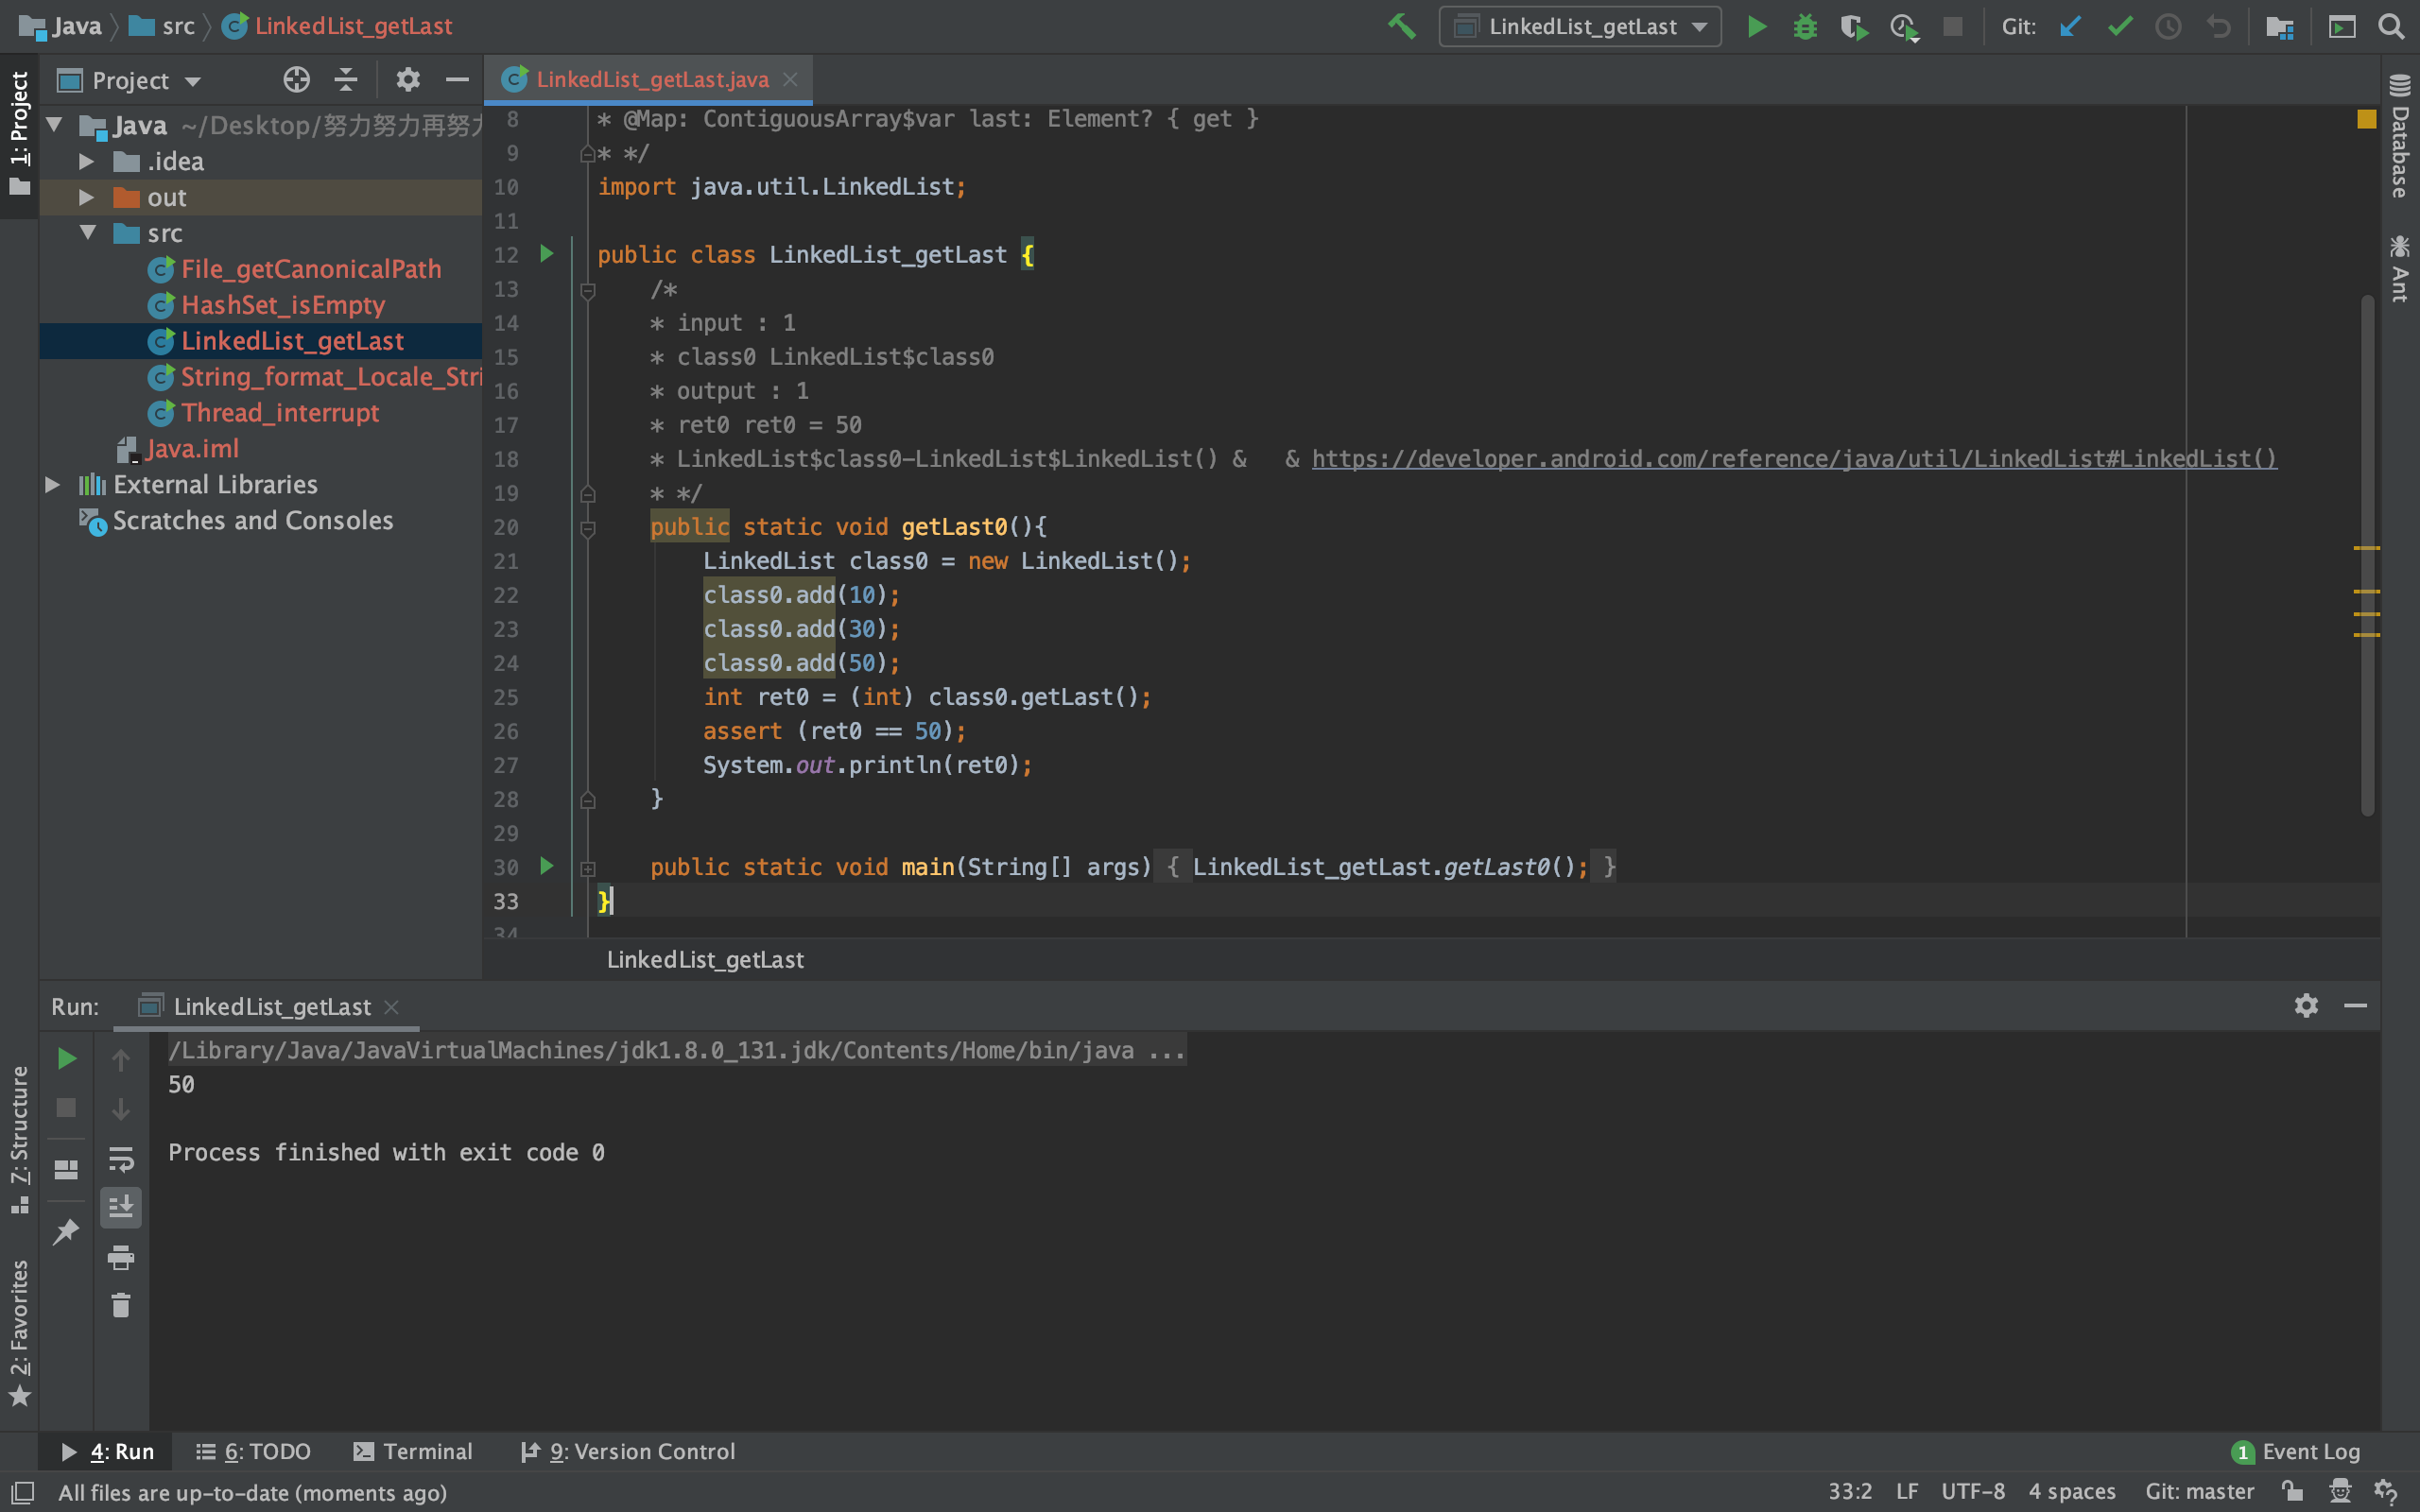 Java src LinkedList_getLast
LinkedList_getLast Git:
1: Project
Project
Java ~/Desktop/努力努力再努力
.idea
out
src
File_getCanonicalPath
HashSet_isEmpty
LinkedList_getLast
String_format_Locale_Stri
Thread_interrupt
Java.iml
External Libraries
Scratches and Consoles
LinkedList_getLast.java
8 * @Map: ContiguousArray$var last: Element? { get }
9 * */
10 import java.util.LinkedList;
11
12 public class LinkedList_getLast {
13 /*
14 * input : 1
15 * class0 LinkedList$class0
16 * output : 1
17 * ret0 ret0 = 50
18 * LinkedList$class0-LinkedList$LinkedList() & & https://developer.android.com/reference/java/util/LinkedList#LinkedList()
19 * */
20 public static void getLast0(){
21 LinkedList class0 = new LinkedList();
22 class0.add(10);
23 class0.add(30);
24 class0.add(50);
25 int ret0 = (int) class0.getLast();
26 assert (ret0 == 50);
27 System.out.println(ret0);
28 }
29
30 public static void main(String[] args) { LinkedList_getLast.getLast0(); }
33 }
34
LinkedList_getLast
Database
Ant
Run: LinkedList_getLast
/Library/Java/JavaVirtualMachines/jdk1.8.0_131.jdk/Contents/Home/bin/java ...
50
Process finished with exit code 0
7: Structure
2: Favorites
4: Run 6: TODO Terminal 9: Version Control 1 Event Log
All files are up-to-date (moments ago) 33:2 LF UTF-8 4 spaces Git: master